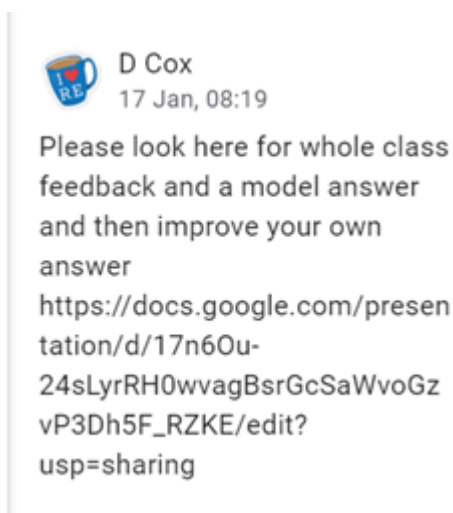 I ❤ RE
D Cox
17 Jan, 08:19
Please look here for whole class
feedback and a model answer
and then improve your own
answer
https://docs.google.com/presen
tation/d/17n6Ou-
24sLyrRH0wvagBsrGcSaWvoGz
vP3Dh5F_RZKE/edit?
usp=sharing